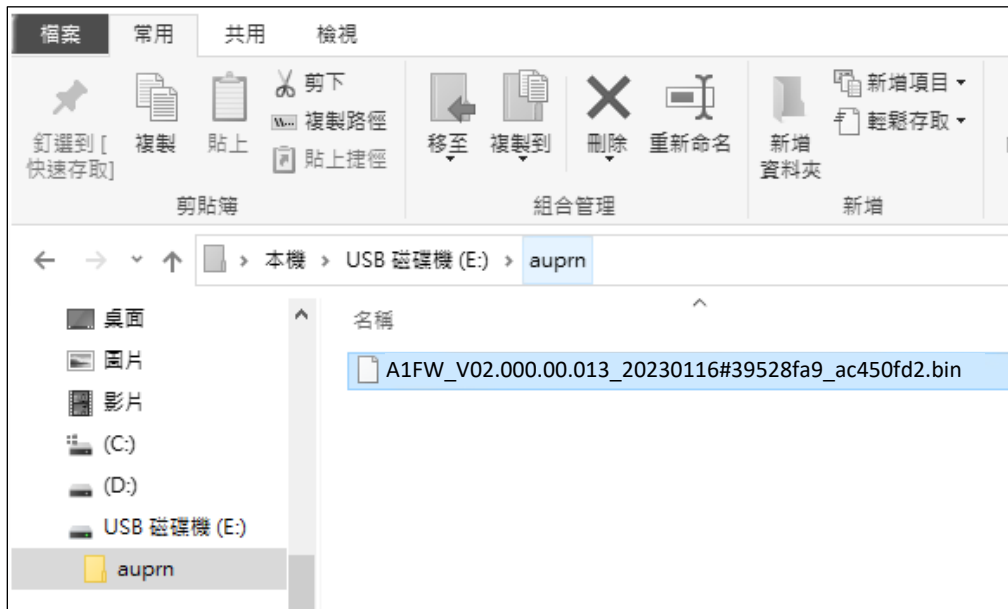 檔案 常用 共用 檢視
釘選到 [
快速存取]
複製
貼上
剪下
複製路徑
貼上捷徑
剪貼簿
移至
複製到
刪除
重新命名
組合管理
新增
資料夾
新增項目
輕鬆存取
新增
本機 › USB 磁碟機 (E:) › auprn
桌面
圖片
影片
(C:)
(D:)
USB 磁碟機 (E:)
auprn
名稱
A1FW_V02.000.00.013_20230116#39528fa9_ac450fd2.bin